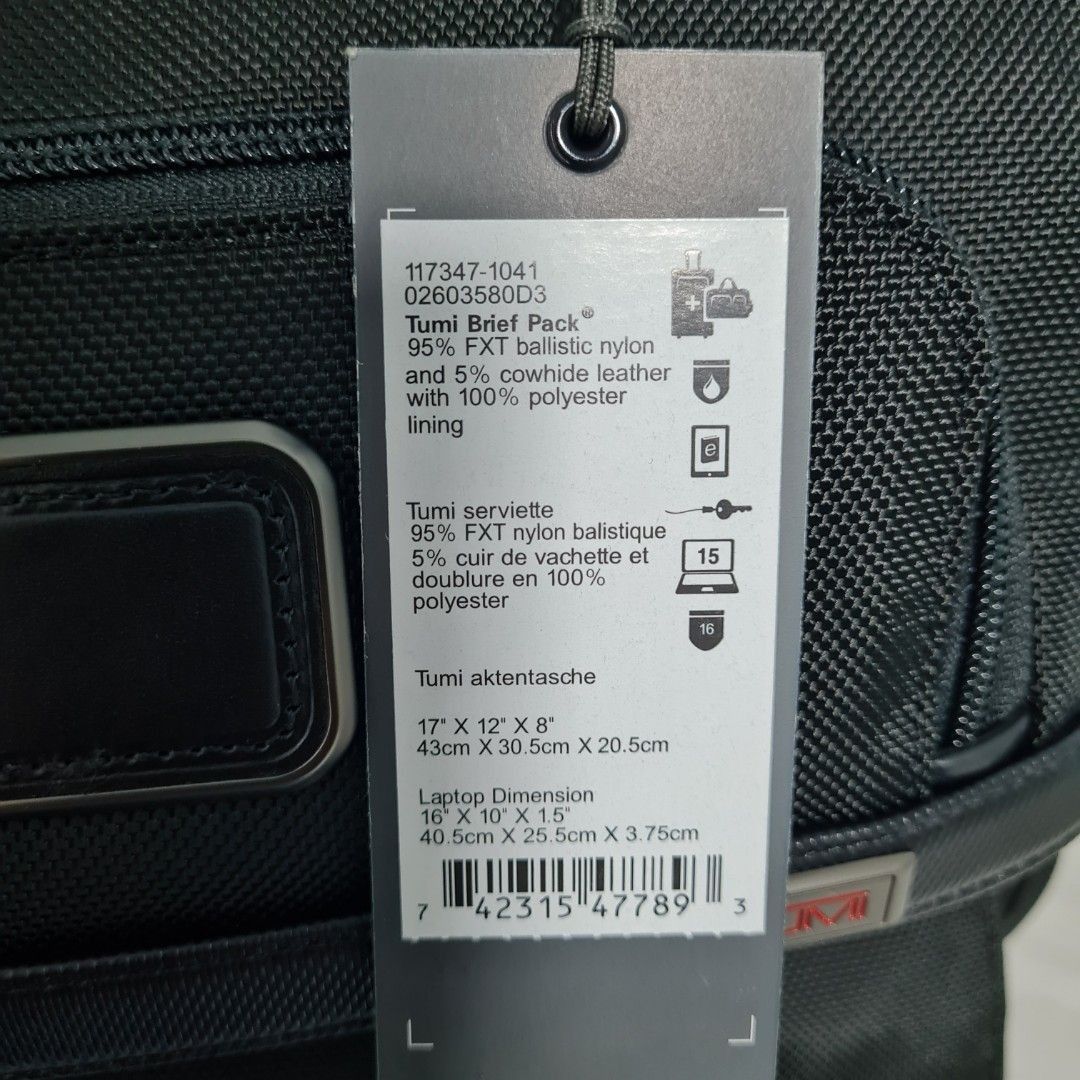 117347-1041
02603580D3
Tumi Brief Pack®
95% FXT ballistic nylon
and 5% cowhide leather
with 100% polyester
lining
e
Tumi serviette
95% FXT nylon balistique
5% cuir de vachette et
doublure en 100%
polyester
15
16
Tumi aktentasche
17" X 12" X 8"
43cm X 30.5cm X 20.5cm
Laptop Dimension
16" X 10" X 1.5"
40.5cm X 25.5cm X 3.75cm
7 42315 47789 3